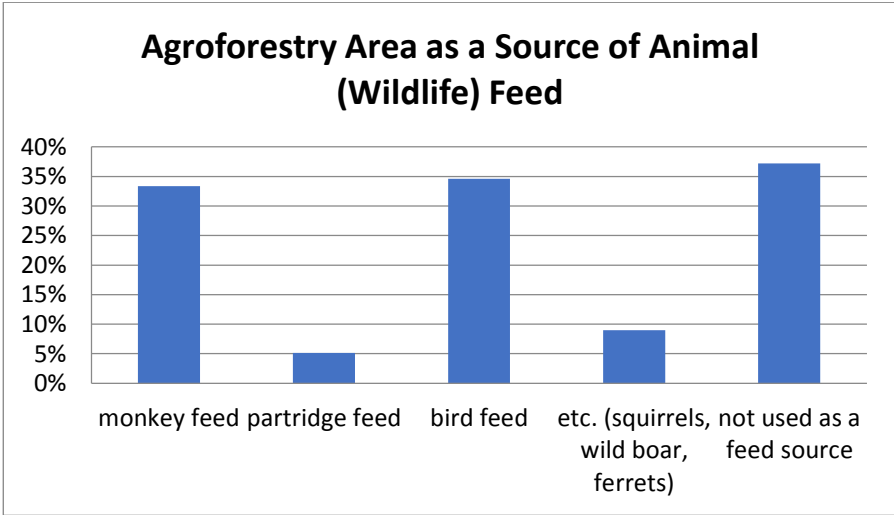 Agroforestry Area as a Source of Animal
(Wildlife) Feed
40%
35%
30%
25%
20%
15%
10%
5%
0%
monkey feed partridge feed bird feed etc. (squirrels, not used as a
wild boar, feed source
ferrets)